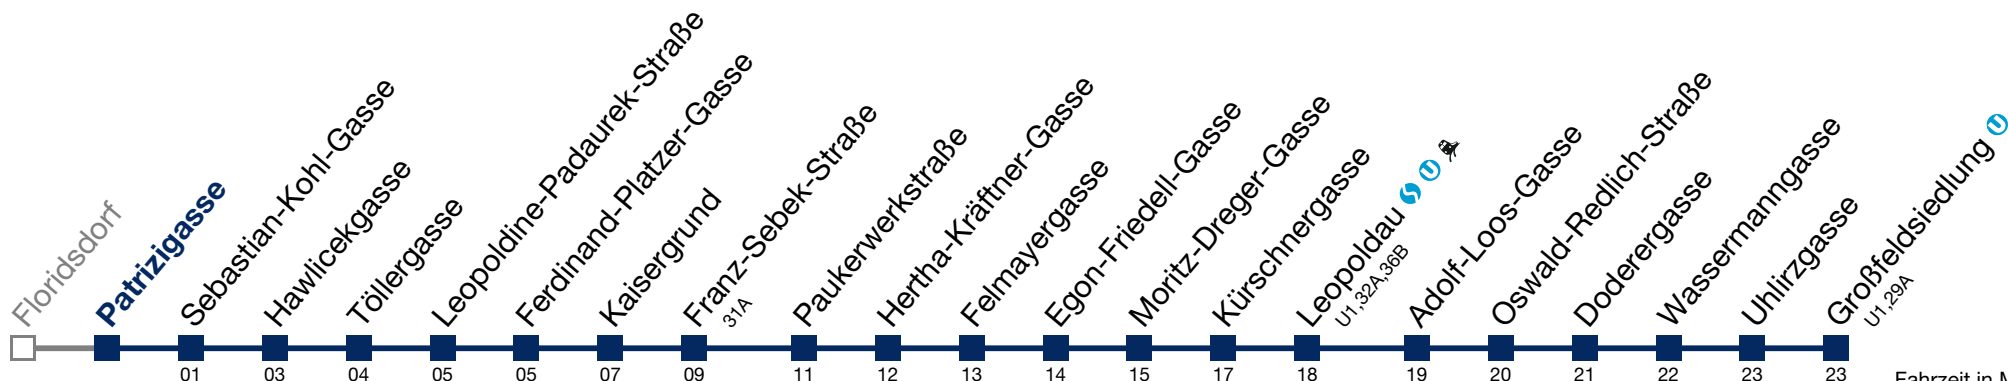 Floridsdorf
Patrizigasse
Sebastian-Kohl-Gasse
Hawlicekgasse
Töllergasse
Leopoldine-Padaurek-Straße
Ferdinand-Platzer-Gasse
Kaisergrund
Franz-Sebek-Straße
31A
Paukerwerkstraße
Hertha-Kräftner-Gasse
Felmayergasse
Egon-Friedell-Gasse
Moritz-Dreger-Gasse
Kürschnergasse
Leopoldau
U1,32A,36B
Adolf-Loos-Gasse
Oswald-Redlich-Straße
Doderergasse
Wassermanngasse
Uhlirzgasse
Großfeldsiedlung U
U1,29A
01 03 04 05 05 07 09 11 12 13 14 15 17 18 19 20 21 22 23 23
Fahrzeit in M